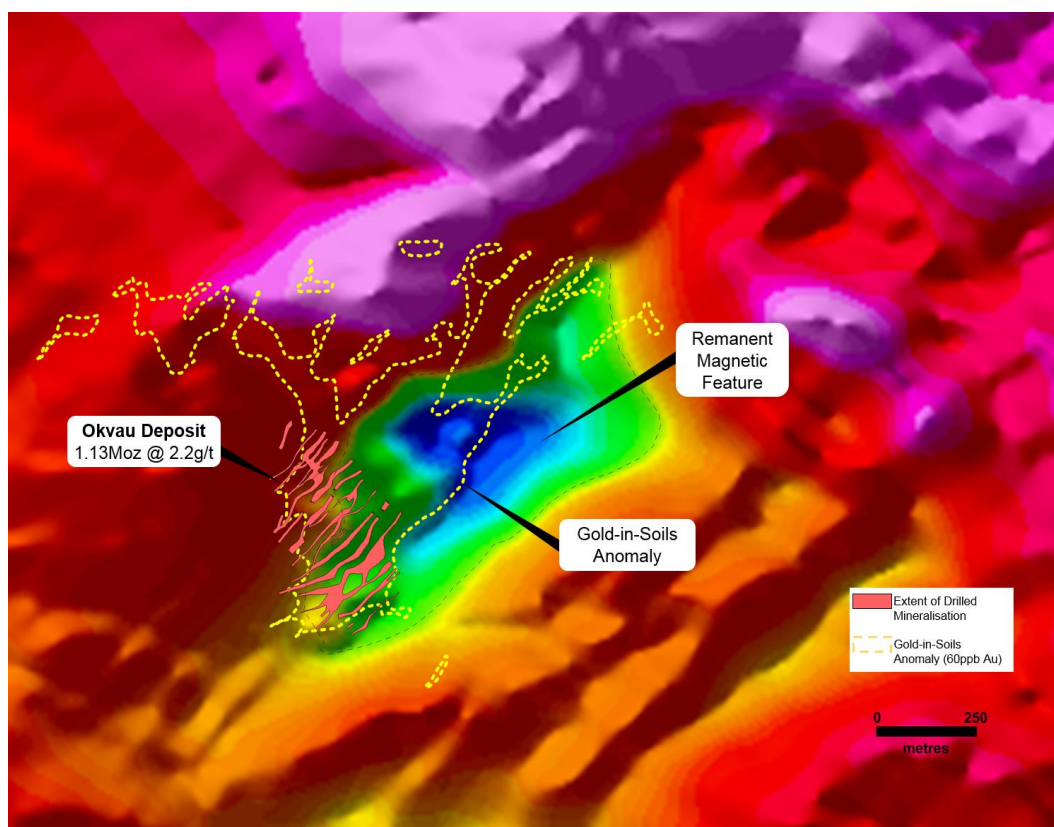 Remanent
Magnetic
Feature
Okvau Deposit
1.13Moz @ 2.2g/t
Gold-in-Soils
Anomaly
Extent of Drilled
Mineralisation
Gold-in-Soils
Anomaly (60ppb Au)
0 250
metres